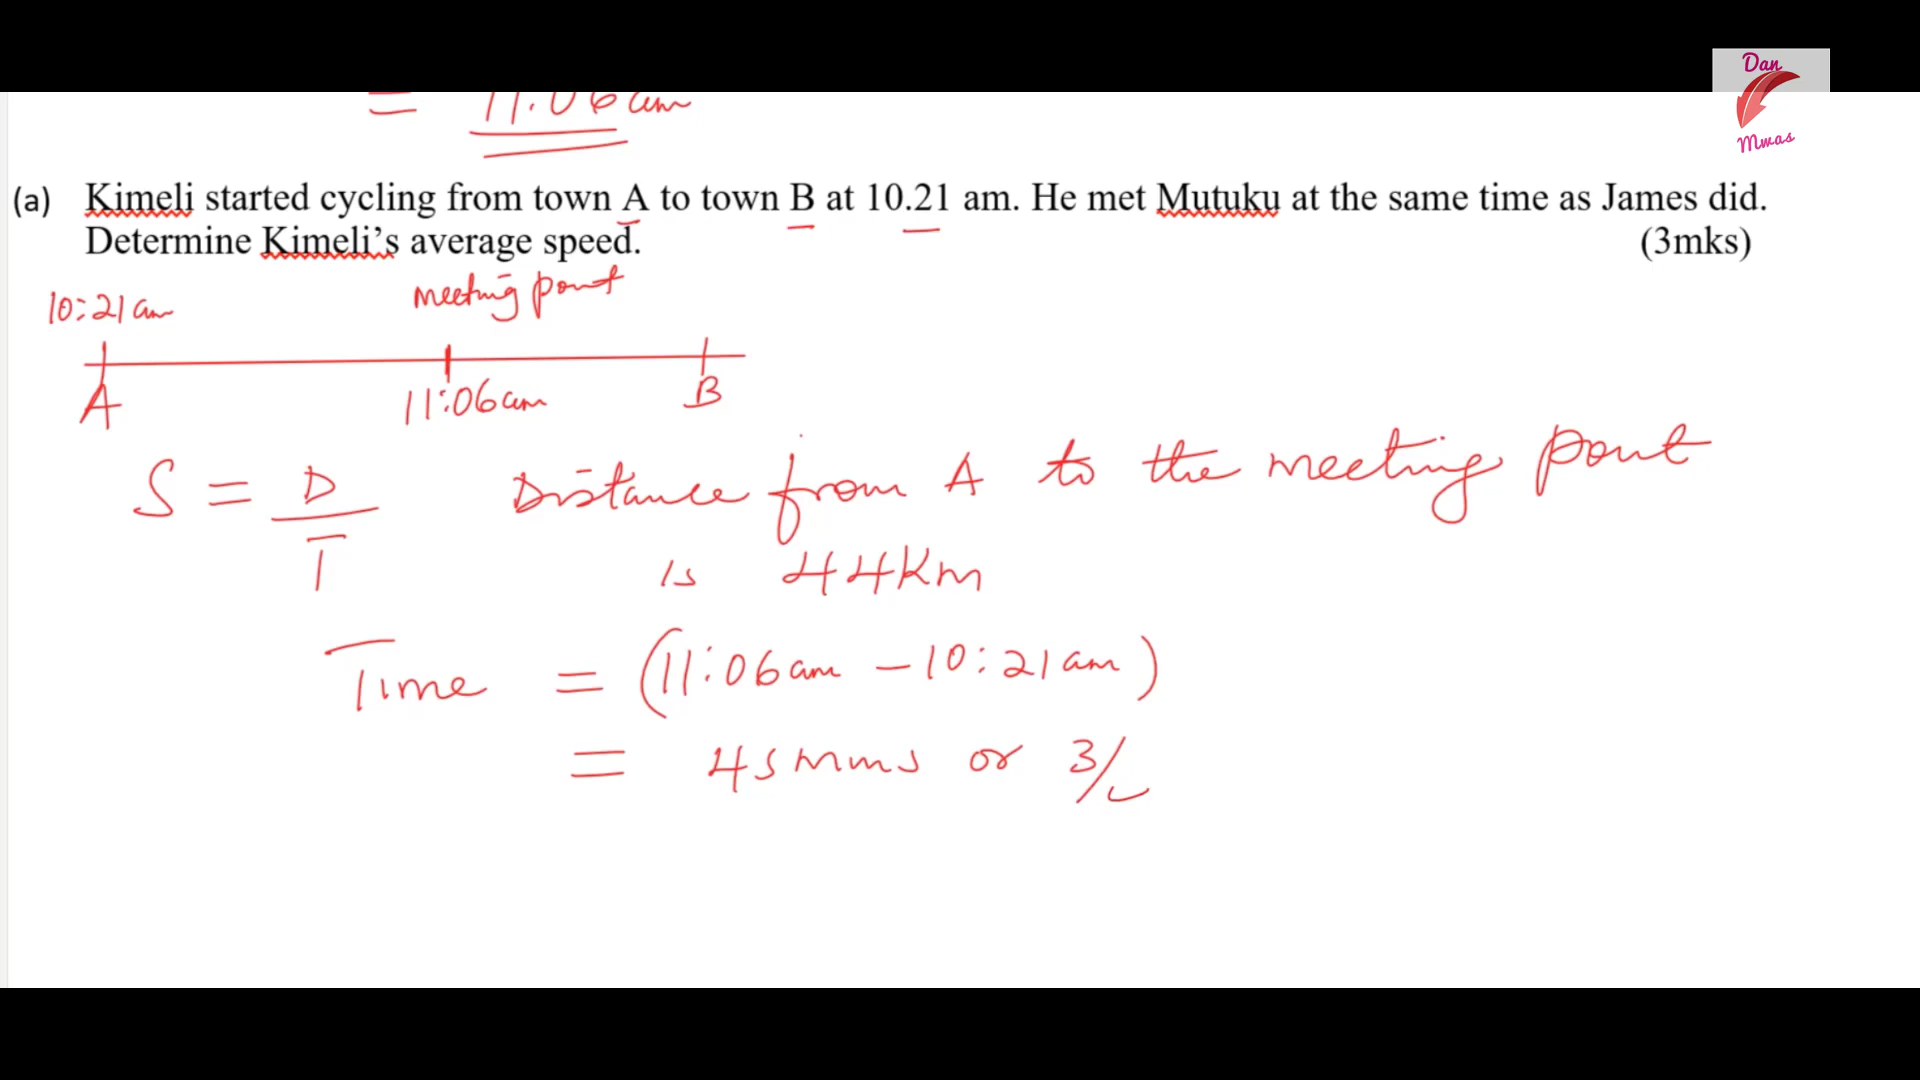 Dan
Mwas
= 11.06 am
(a) Kimeli started cycling from town A to town B at 10.21 am. He met Mutuku at the same time as James did.
Determine Kimeli's average speed. (3mks)
10:21 am meeting point
A 11:06 am B
S = D/T Distance from A to the meeting point
is 44 Km
Time = (11:06 am - 10:21 am)
= 45 mins or 3/